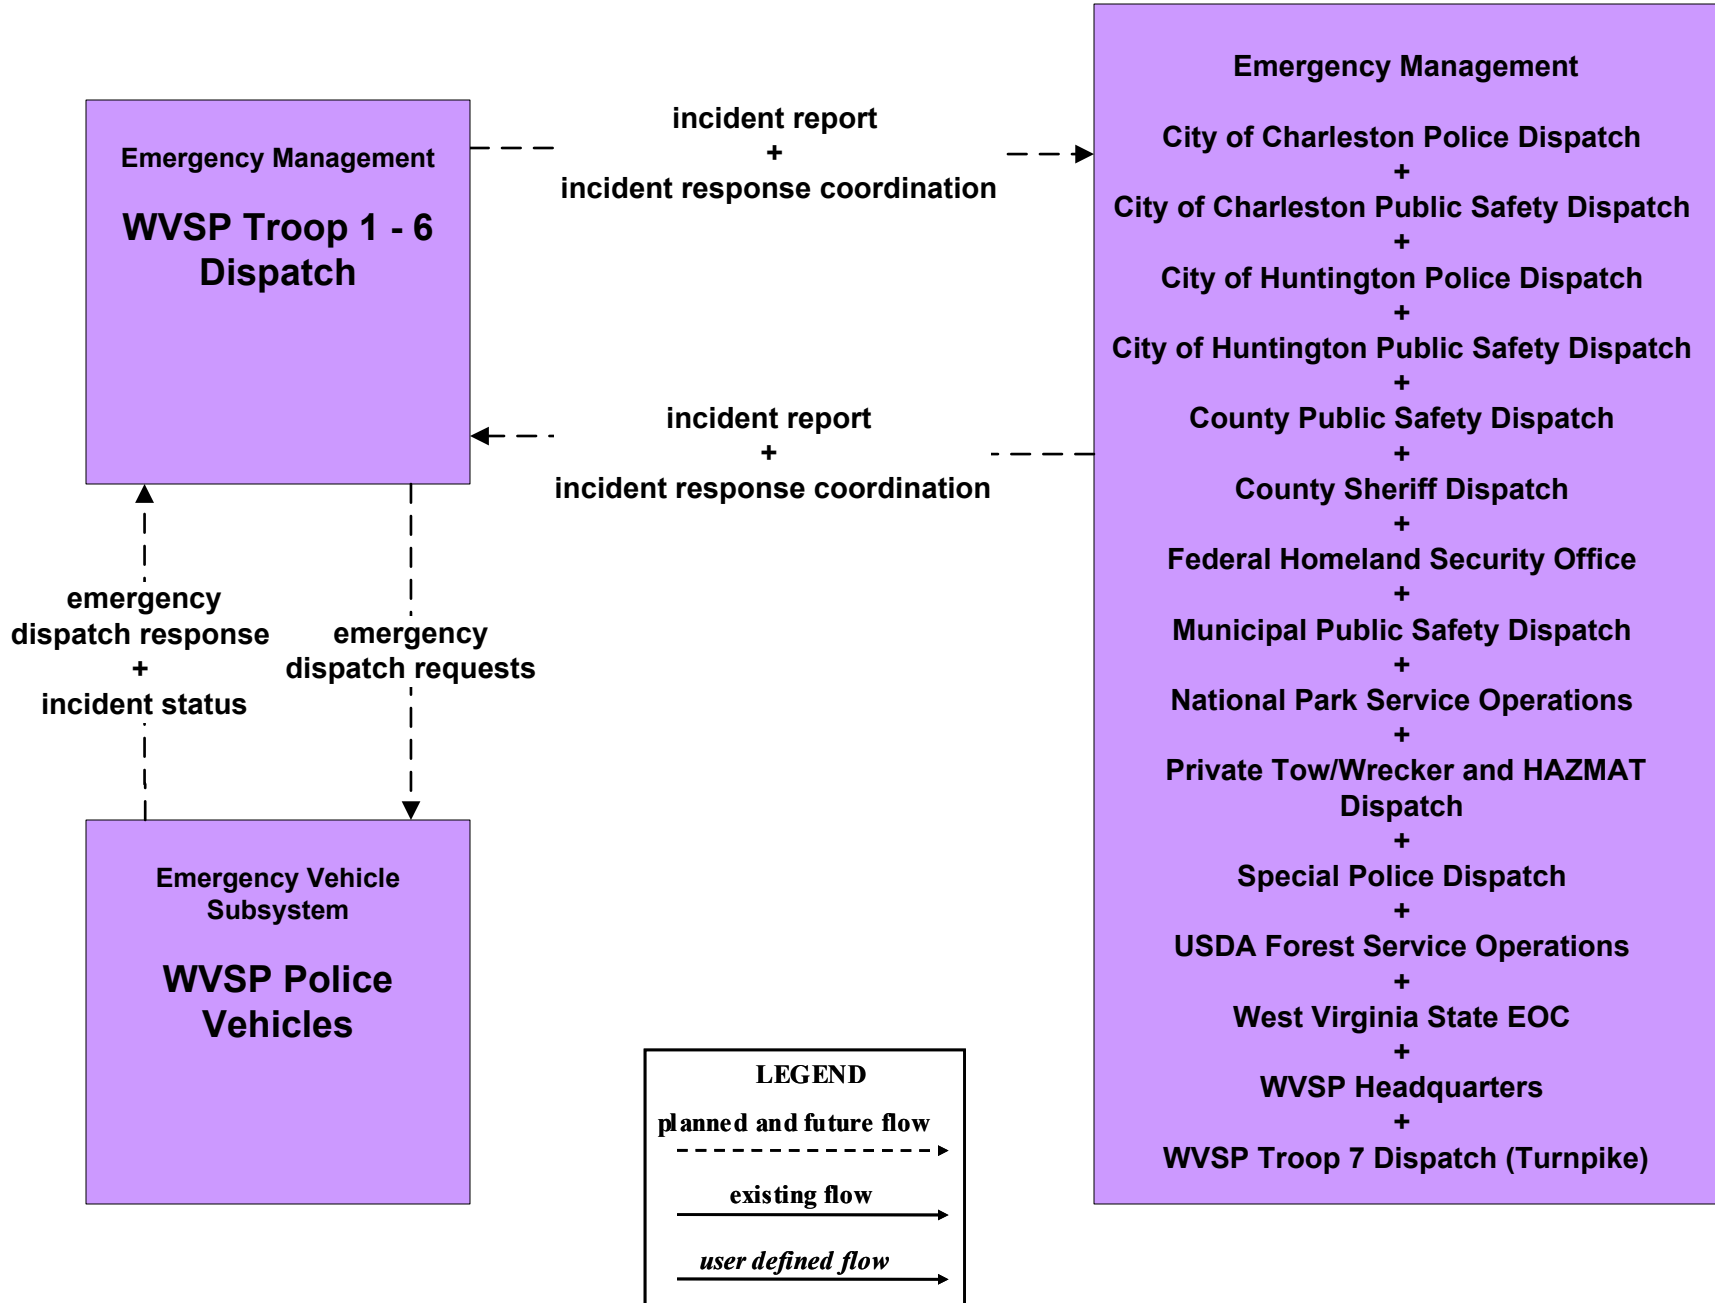 Emergency Management
WVSP Troop 1 - 6
Dispatch
incident report
+
incident response coordination
incident report
+
incident response coordination
emergency
dispatch response
+
incident status
emergency
dispatch requests
Emergency Vehicle
Subsystem
WVSP Police
Vehicles
Emergency Management
City of Charleston Police Dispatch
+
City of Charleston Public Safety Dispatch
+
City of Huntington Police Dispatch
+
City of Huntington Public Safety Dispatch
+
County Public Safety Dispatch
+
County Sheriff Dispatch
+
Federal Homeland Security Office
+
Municipal Public Safety Dispatch
+
National Park Service Operations
+
Private Tow/Wrecker and HAZMAT
Dispatch
+
Special Police Dispatch
+
USDA Forest Service Operations
+
West Virginia State EOC
+
WVSP Headquarters
+
WVSP Troop 7 Dispatch (Turnpike)
LEGEND
planned and future flow
existing flow
user defined flow